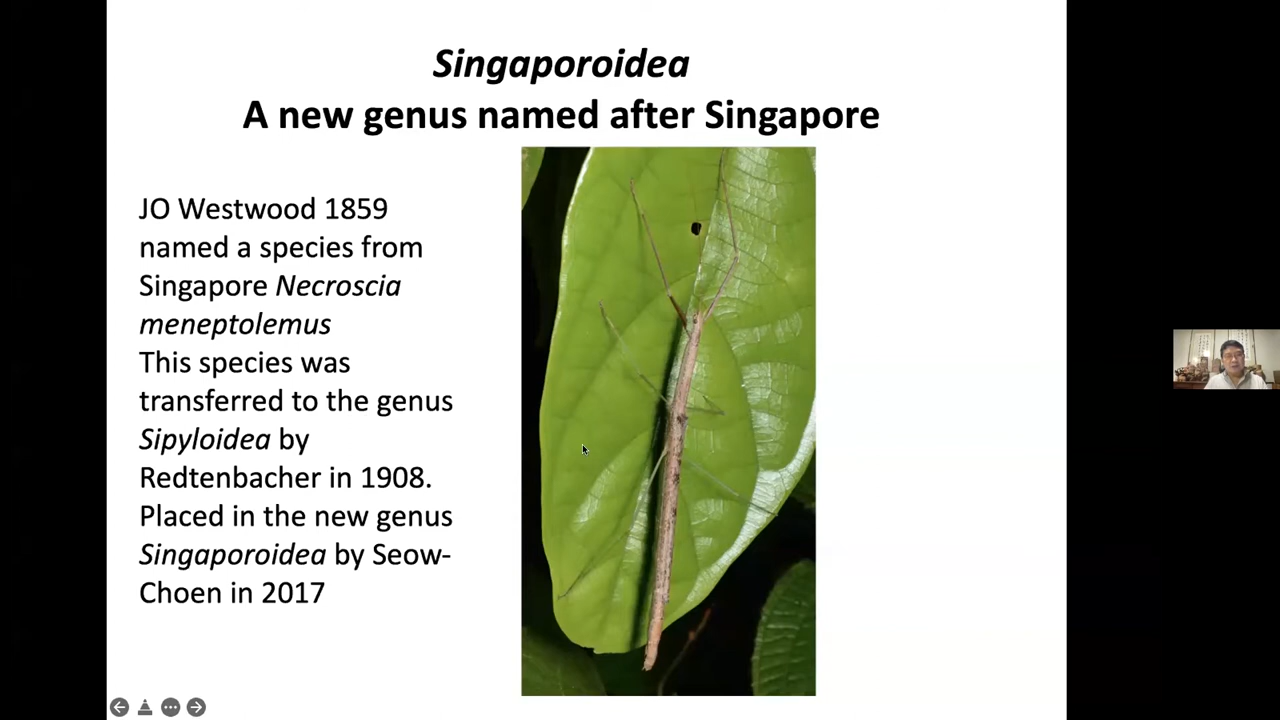 Singaporoidea
A new genus named after Singapore
JO Westwood 1859
named a species from
Singapore Necroscia
meneptolemus
This species was
transferred to the genus
Sipyloidea by
Redtenbacher in 1908.
Placed in the new genus
Singaporoidea by Seow-
Choen in 2017